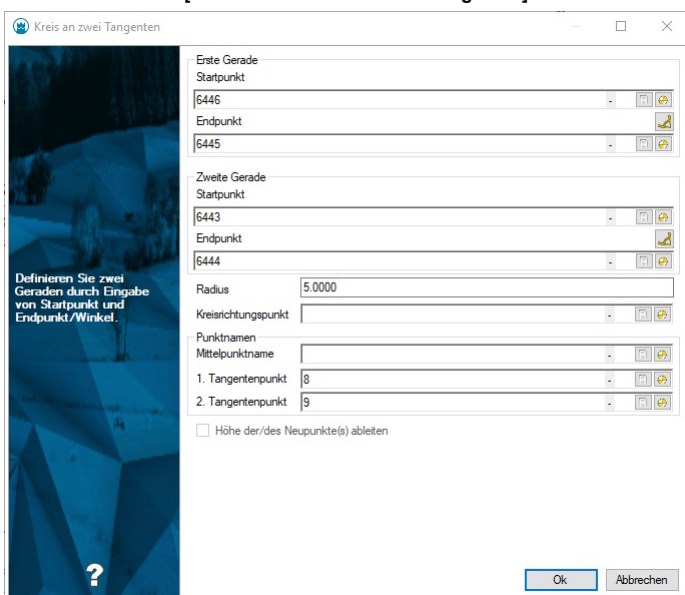 Kreis an zwei Tangenten
Erste Gerade
Startpunkt
6446
Endpunkt
6445
Zweite Gerade
Startpunkt
6443
Endpunkt
6444
Definieren Sie zwei
Geraden durch Eingabe
von Startpunkt und
Endpunkt/Winkel.
Radius 5.0000
Kreisrichtungspunkt
Punktnamen
Mittelpunktname
1. Tangentenpunkt 8
2. Tangentenpunkt 9
Höhe der/des Neupunkte(s) ableiten
?
Ok Abbrechen